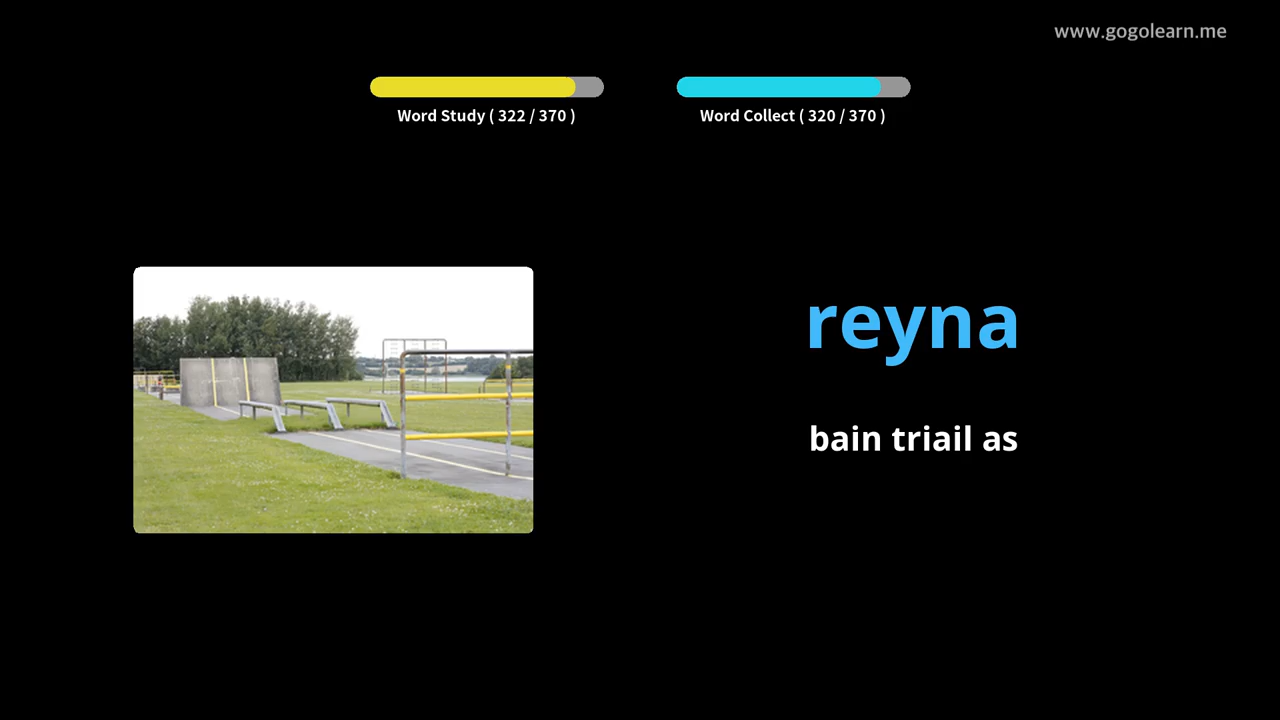 www.gogolearn.me
Word Study ( 322 / 370 )
Word Collect ( 320 / 370 )
reyna
bain triail as